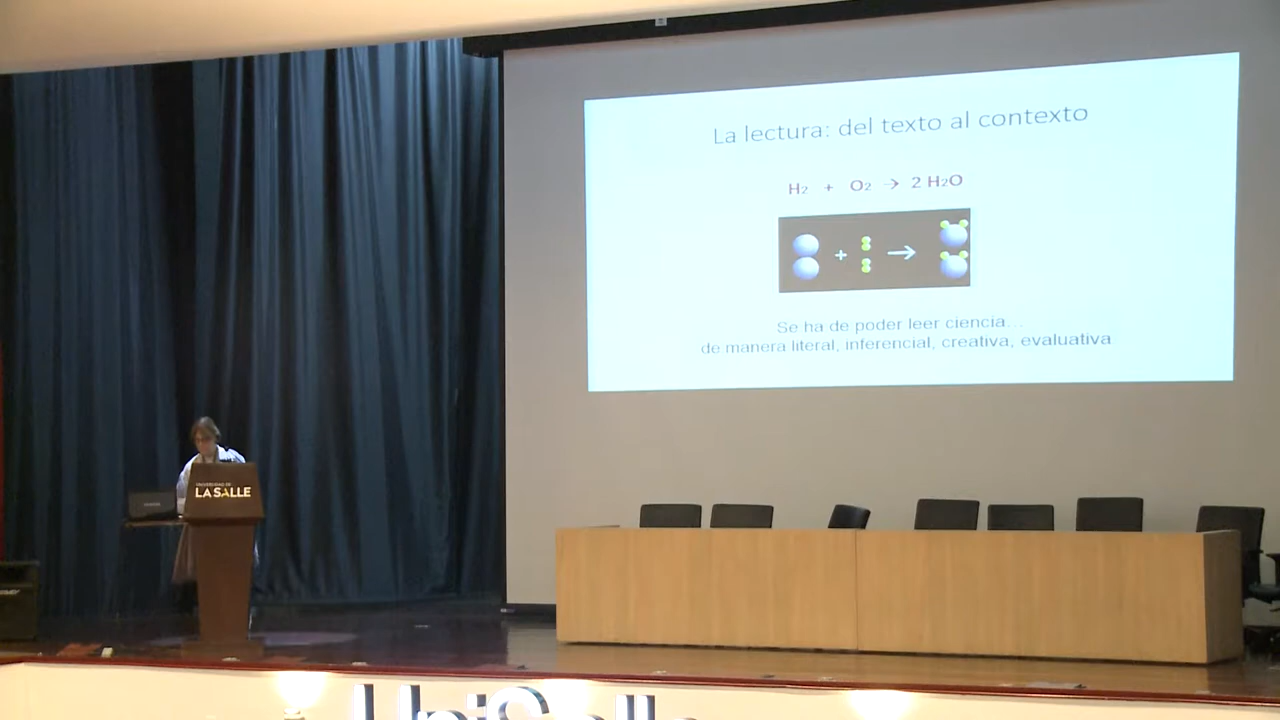 La lectura: del texto al contexto
H2 + O2 → 2 H2O
+ →
Se ha de poder leer ciencia...
de manera literal, inferencial, creativa, evaluativa
UNIVERSIDAD DE
LA SALLE
UniSalle